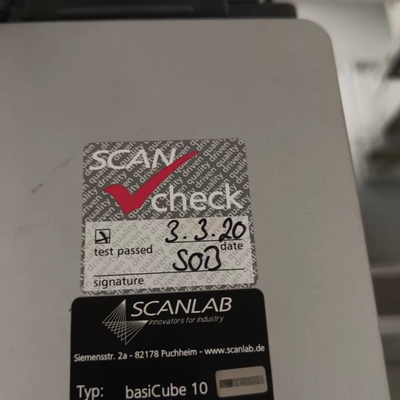 SCAN
check
3.3.20
test passed date
SOB
signature
SCANLAB
innovators for industry
Siemensstr. 2a - 82178 Puchheim - www.scanlab.de
Typ: basiCube 10